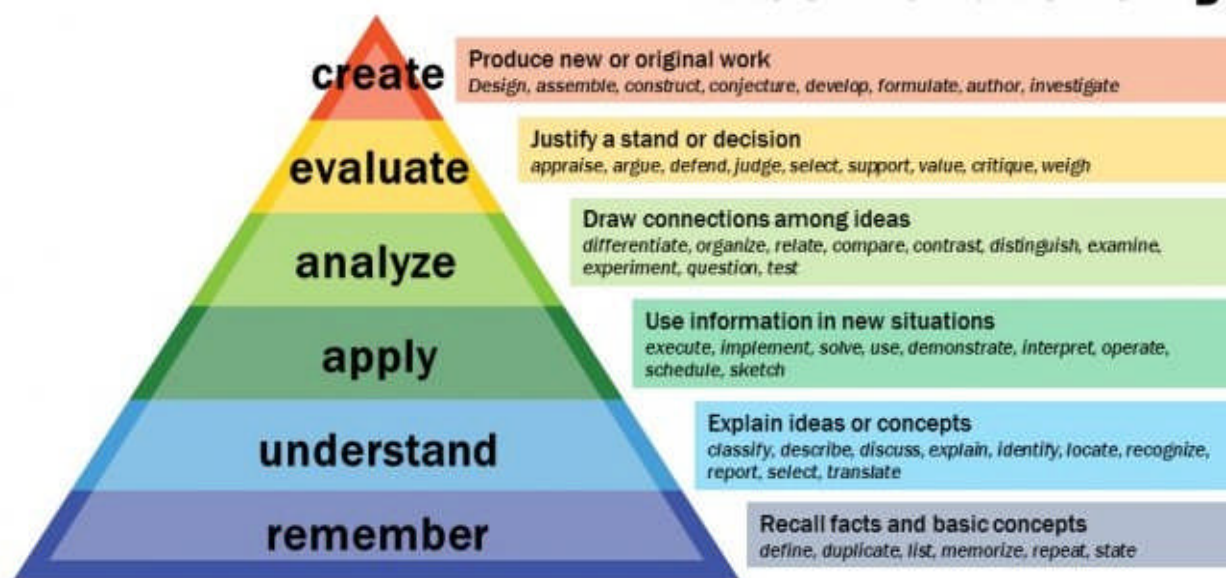 create
Produce new or original work
Design, assemble, construct, conjecture, develop, formulate, author, investigate
evaluate
Justify a stand or decision
appraise, argue, defend, judge, select, support, value, critique, weigh
analyze
Draw connections among ideas
differentiate, organize, relate, compare, contrast, distinguish, examine,
experiment, question, test
apply
Use information in new situations
execute, implement, solve, use, demonstrate, interpret, operate,
schedule, sketch
understand
Explain ideas or concepts
classify, describe, discuss, explain, identify, locate, recognize,
report, select, translate
remember
Recall facts and basic concepts
define, duplicate, list, memorize, repeat, state